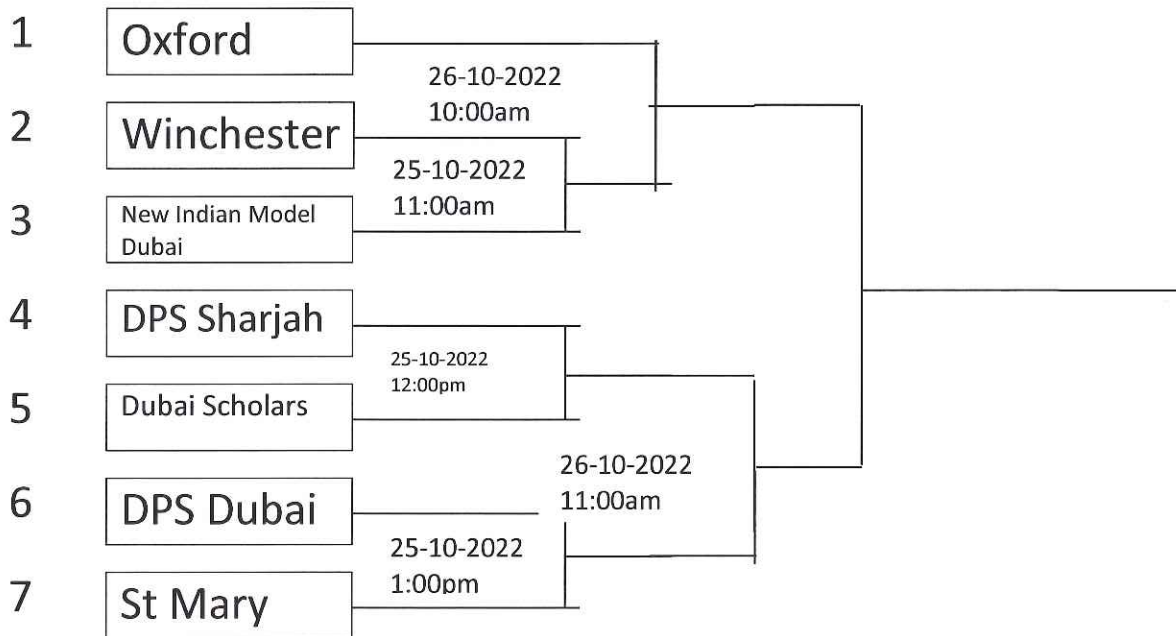 1
Oxford
26-10-2022
10:00am
2
Winchester
25-10-2022
11:00am
3
New Indian Model
Dubai
4
DPS Sharjah
25-10-2022
12:00pm
5
Dubai Scholars
26-10-2022
11:00am
6
DPS Dubai
25-10-2022
1:00pm
7
St Mary